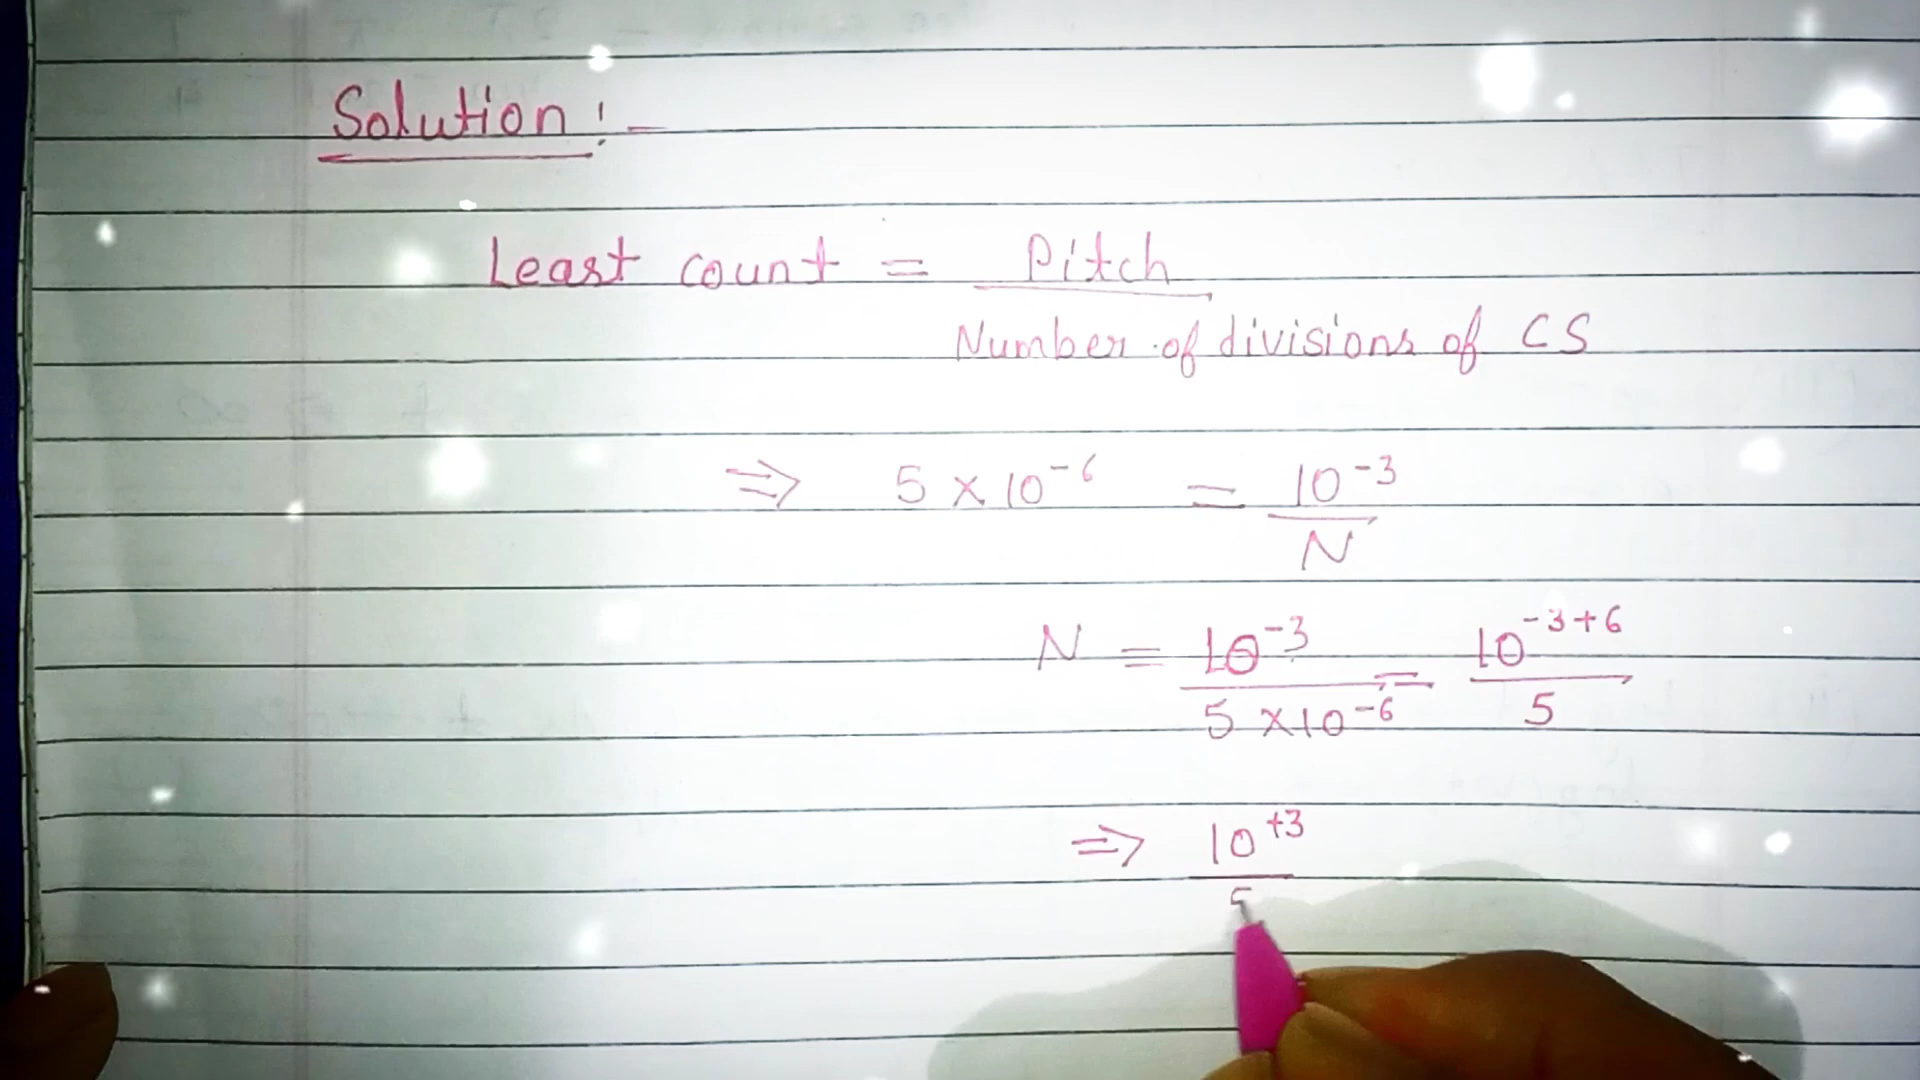 Solution :-
Least count = Pitch
Number of divisions of CS
⇒ 5 × 10⁻⁶ = 10⁻³
N
N = 10⁻³ / 5 × 10⁻⁶ = 10⁻³⁺⁶ / 5
⇒ 10⁺³
5